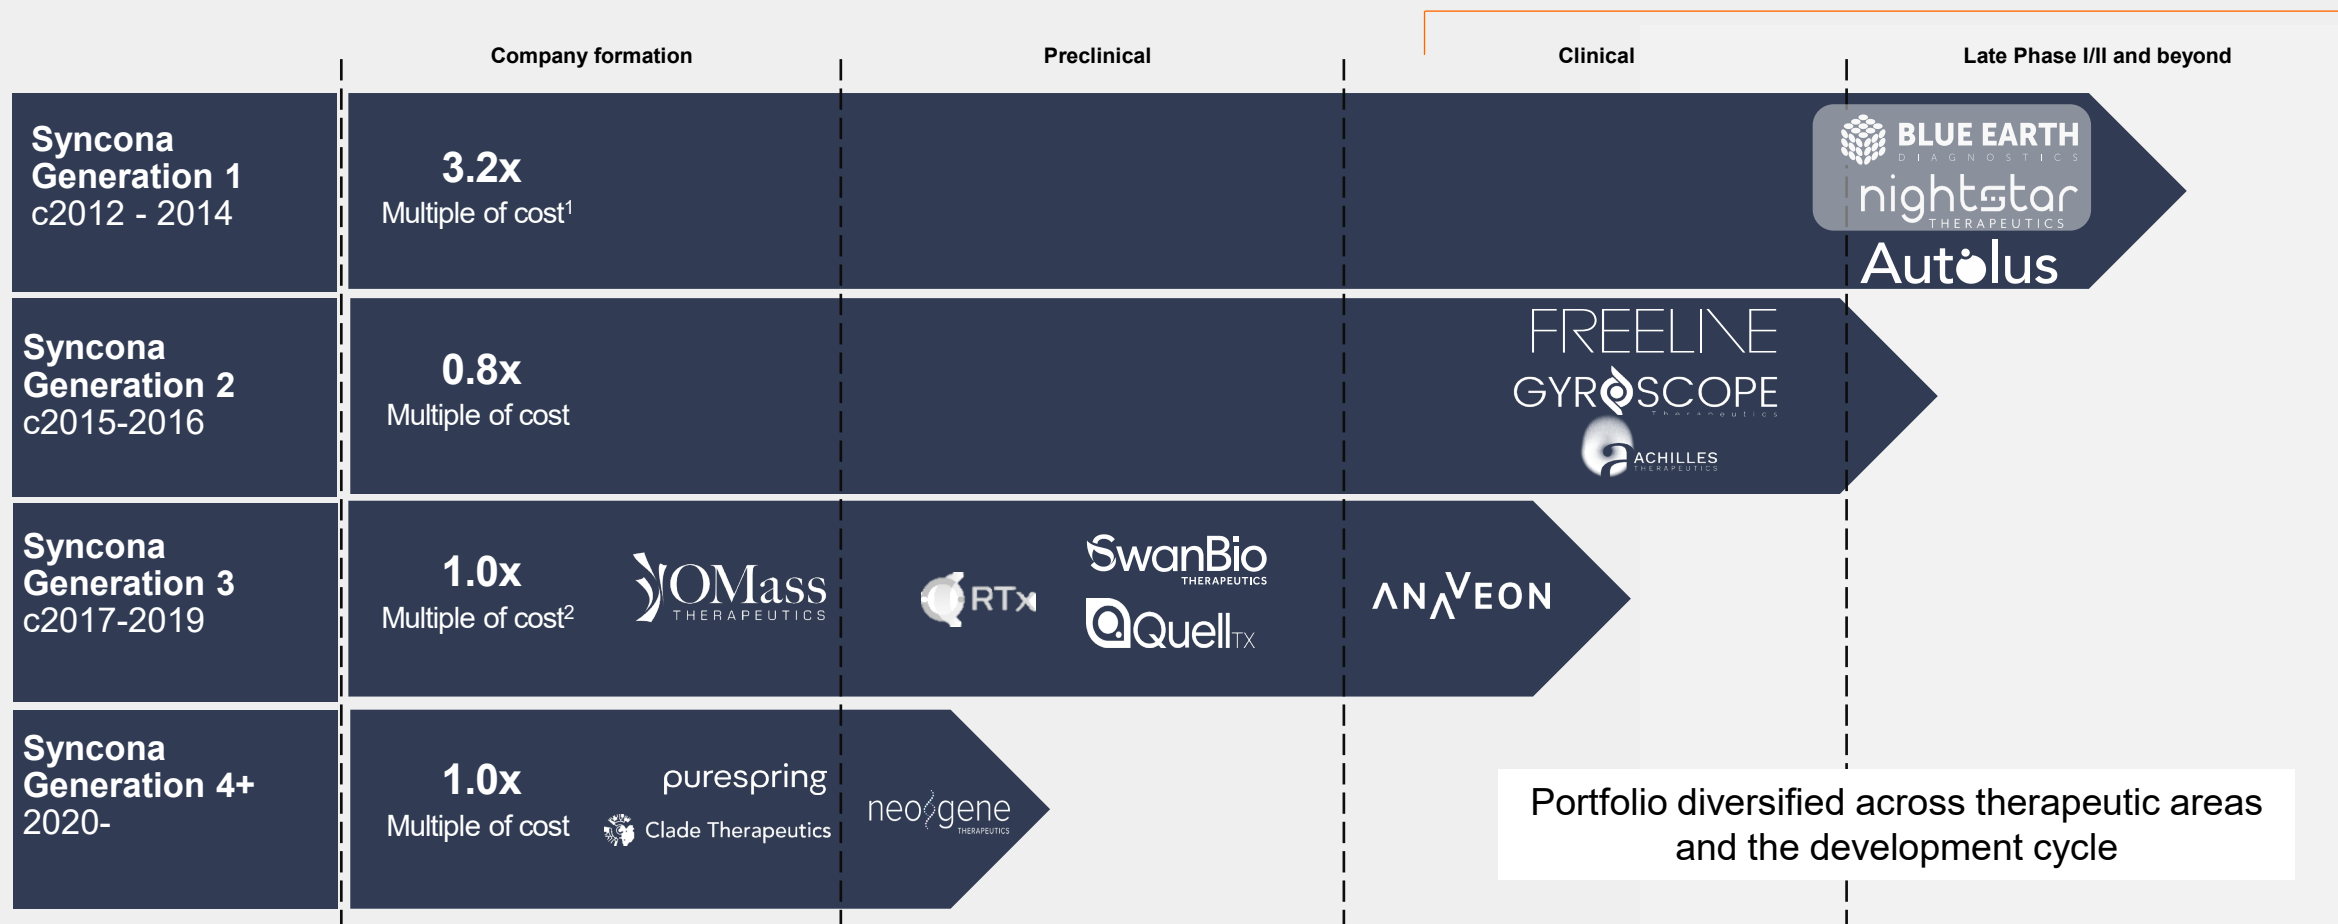 Company formation
Preclinical
Clinical
Late Phase I/II and beyond
Syncona
Generation 1
c2012 - 2014
3.2x
Multiple of cost¹
BLUE EARTH
DIAGNOSTICS
nightstar
THERAPEUTICS
Autolus
Syncona
Generation 2
c2015-2016
0.8x
Multiple of cost
FREELINE
GYROSCOPE
Therapeutics
ACHILLES
THERAPEUTICS
Syncona
Generation 3
c2017-2019
1.0x
Multiple of cost²
OMass
THERAPEUTICS
RTx
SwanBio
THERAPEUTICS
QuellTX
ANAVEON
Syncona
Generation 4+
2020-
1.0x
Multiple of cost
purespring
Clade Therapeutics
neogene
THERAPEUTICS
Portfolio diversified across therapeutic areas
and the development cycle